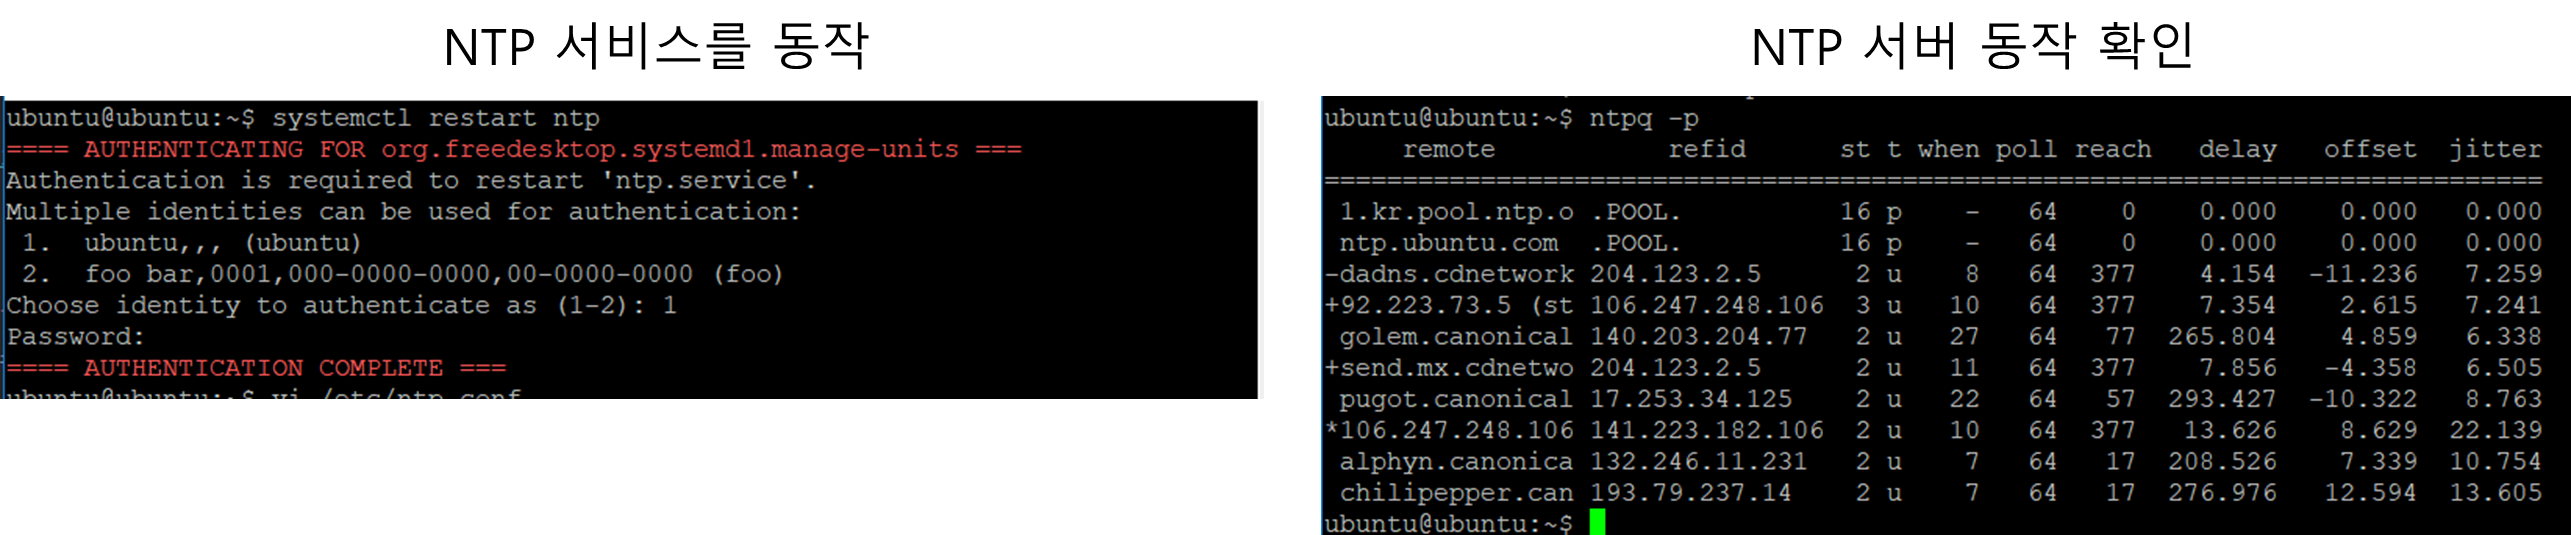 NTP 서비스를 동작
ubuntu@ubuntu:~$ systemctl restart ntp
==== AUTHENTICATING FOR org.freedesktop.systemd1.manage-units ===
Authentication is required to restart 'ntp.service'.
Multiple identities can be used for authentication:
 1.  ubuntu,,, (ubuntu)
 2.  foo bar,0001,000-0000-0000,00-0000-0000 (foo)
Choose identity to authenticate as (1-2): 1
Password:
==== AUTHENTICATION COMPLETE ===
ubuntu@ubuntu:~$ vi /etc/ntp.conf
NTP 서버 동작 확인
ubuntu@ubuntu:~$ ntpq -p
     remote           refid      st t when poll reach   delay   offset  jitter
==============================================================================
 1.kr.pool.ntp.o .POOL.          16 p    -   64    0    0.000    0.000   0.000
 ntp.ubuntu.com  .POOL.          16 p    -   64    0    0.000    0.000   0.000
-dadns.cdnetwork 204.123.2.5      2 u    8   64  377    4.154  -11.236   7.259
+92.223.73.5 (st 106.247.248.106  3 u   10   64  377    7.354    2.615   7.241
 golem.canonical 140.203.204.77   2 u   27   64   77  265.804    4.859   6.338
+send.mx.cdnetwo 204.123.2.5      2 u   11   64  377    7.856   -4.358   6.505
 pugot.canonical 17.253.34.125    2 u   22   64   57  293.427  -10.322   8.763
*106.247.248.106 141.223.182.106  2 u   10   64  377   13.626    8.629  22.139
 alphyn.canonica 132.246.11.231   2 u    7   64   17  208.526    7.339  10.754
 chilipepper.can 193.79.237.14    2 u    7   64   17  276.976   12.594  13.605
ubuntu@ubuntu:~$